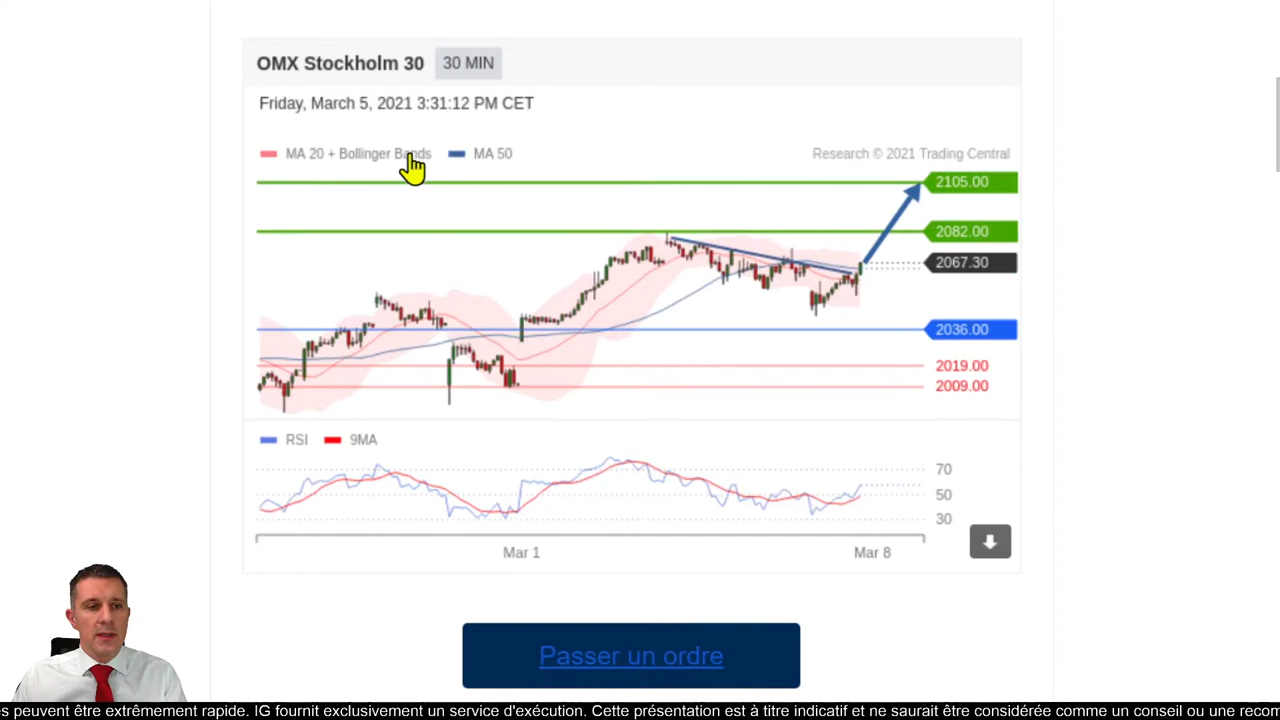 OMX Stockholm 30 30 MIN
Friday, March 5, 2021 3:31:12 PM CET
MA 20 + Bollinger Bands MA 50 Research © 2021 Trading Central
2105.00
2082.00
2067.30
2036.00
2019.00
2009.00
RSI 9MA
70
50
30
Mar 1 Mar 8
Passer un ordre
es peuvent être extrêmement rapide. IG fournit exclusivement un service d'exécution. Cette présentation est à titre indicatif et ne saurait être considérée comme un conseil ou une recom